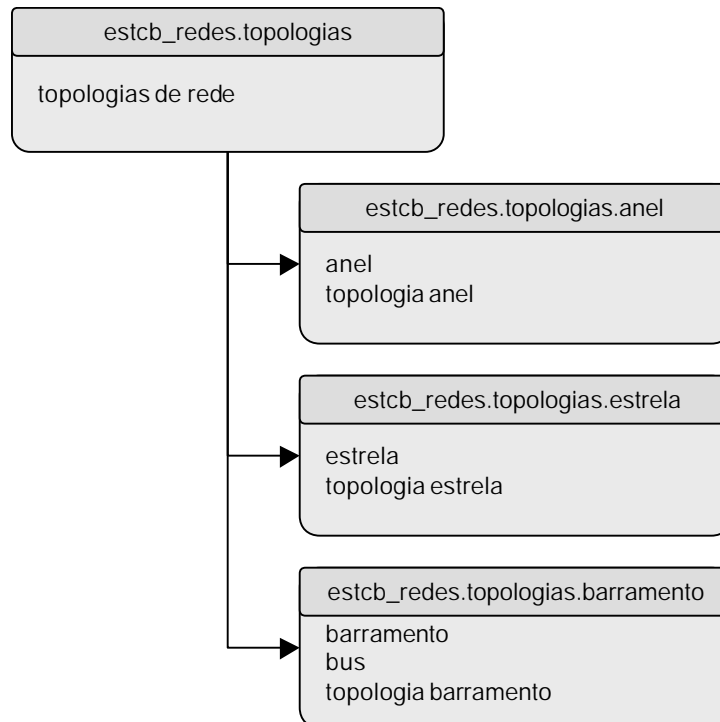 estcb_redes.topologias
topologias de rede
estcb_redes.topologias.anel
anel
topologia anel
estcb_redes.topologias.estrela
estrela
topologia estrela
estcb_redes.topologias.barramento
barramento
bus
topologia barramento